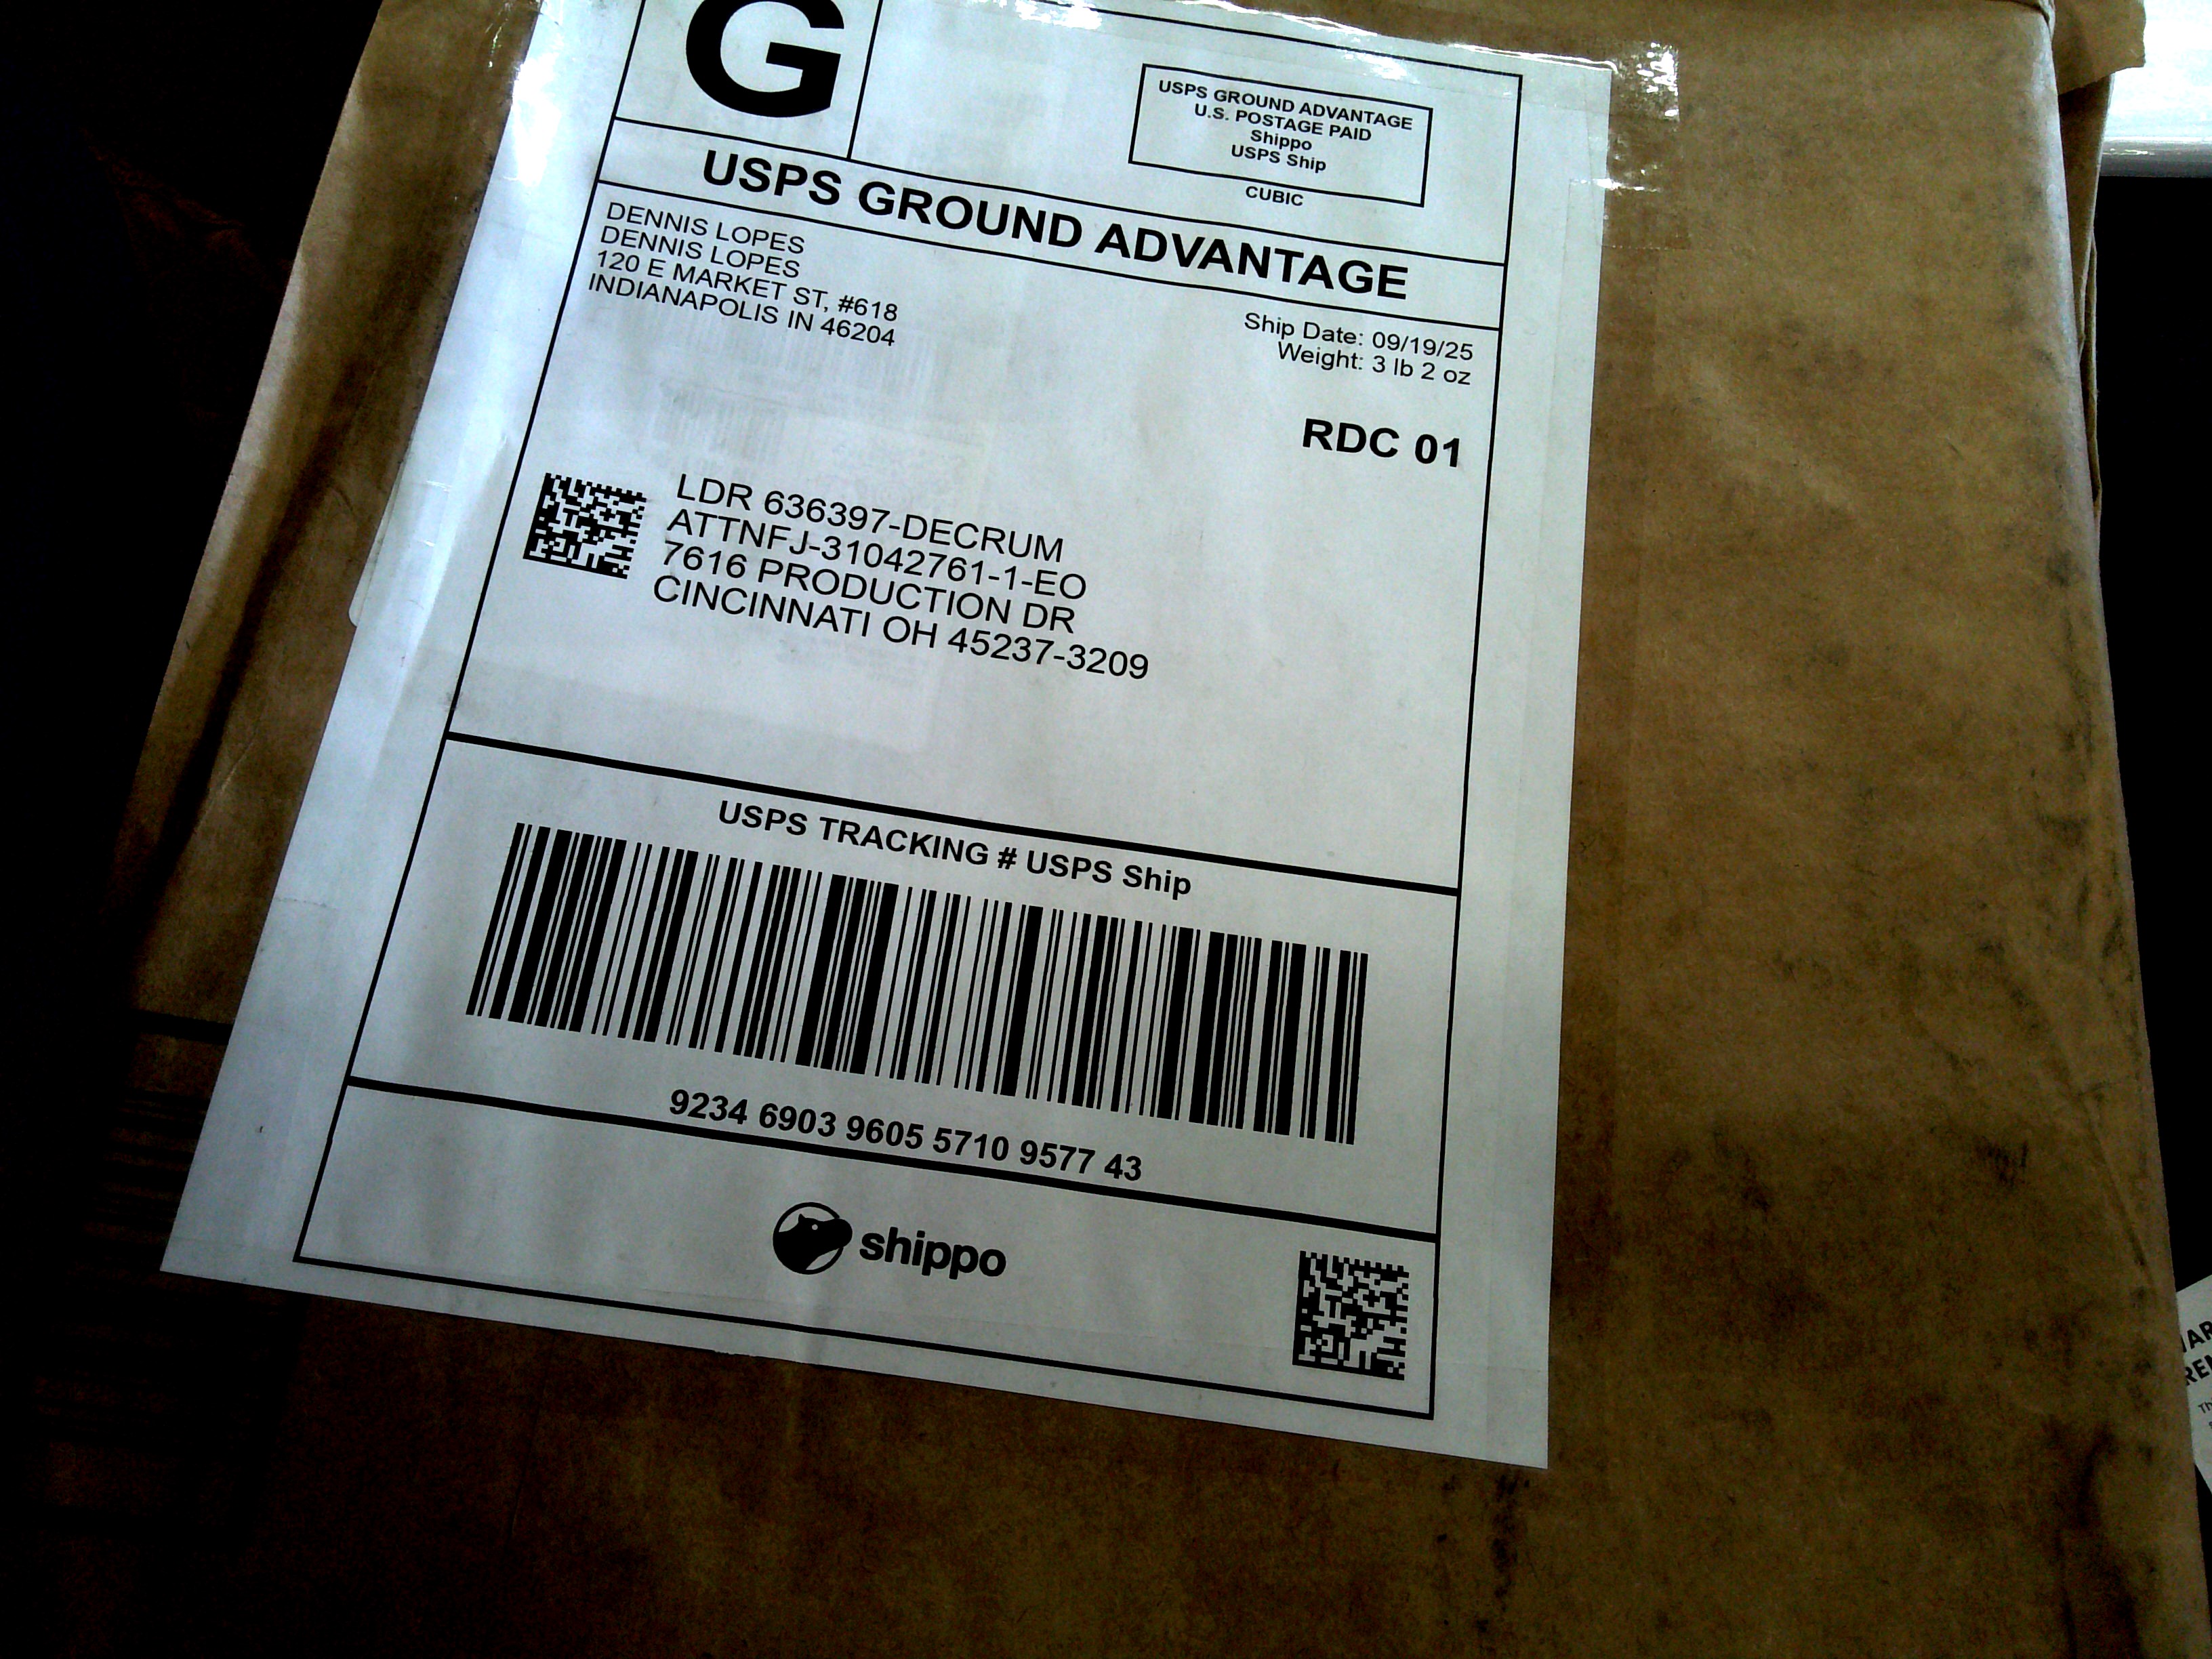 G
USPS GROUND ADVANTAGE
U.S. POSTAGE PAID
Shippo
USPS Ship
CUBIC
USPS GROUND ADVANTAGE
DENNIS LOPES
DENNIS LOPES
120 E MARKET ST, #618
INDIANAPOLIS IN 46204
Ship Date: 09/19/25
Weight: 3 lb 2 oz
RDC 01
LDR 636397-DECRUM
ATTNFJ-31042761-1-EO
7616 PRODUCTION DR
CINCINNATI OH 45237-3209
USPS TRACKING # USPS Ship
9234 6903 9605 5710 9577 43
shippo